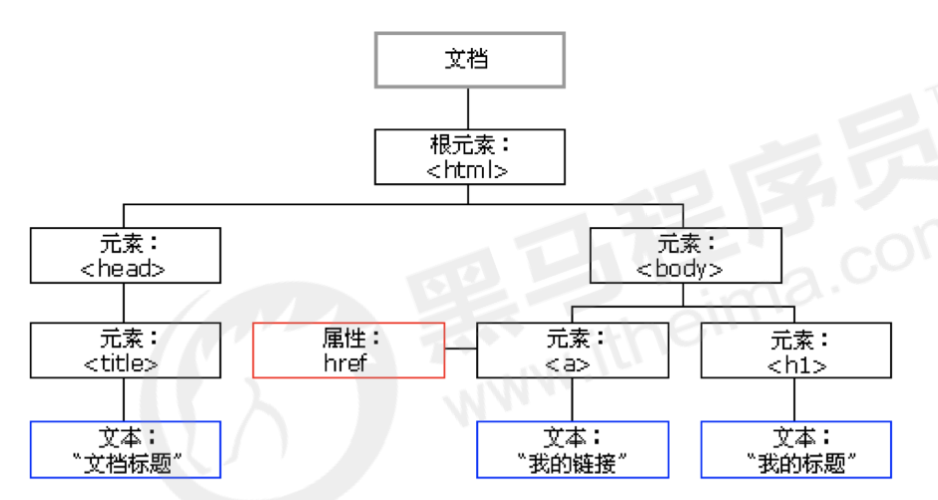 文档
根元素：
<html>
元素：
<head>
元素：
<body>
元素：
<title>
属性：
href
元素：
<a>
元素：
<h1>
文本：
"文档标题"
文本：
"我的链接"
文本：
"我的标题"
黑马程序员
www.itheima.com